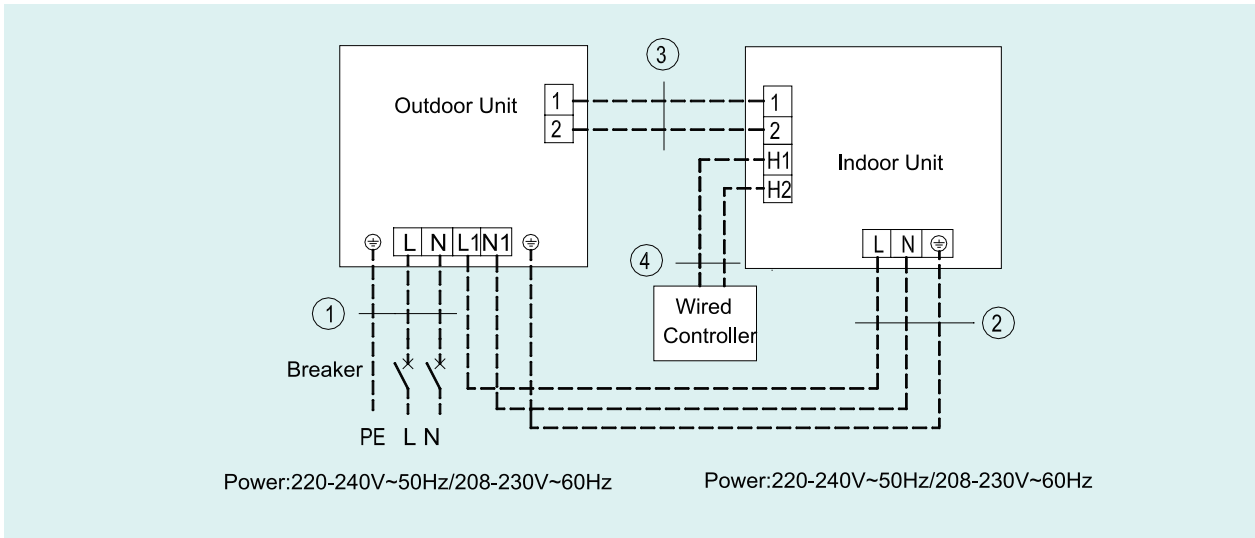 ③
Outdoor Unit
1
2
1
2
H1
H2
Indoor Unit
L N L1 N1
L N
④
Wired
Controller
①
②
Breaker
PE L N
Power:220-240V~50Hz/208-230V~60Hz
Power:220-240V~50Hz/208-230V~60Hz